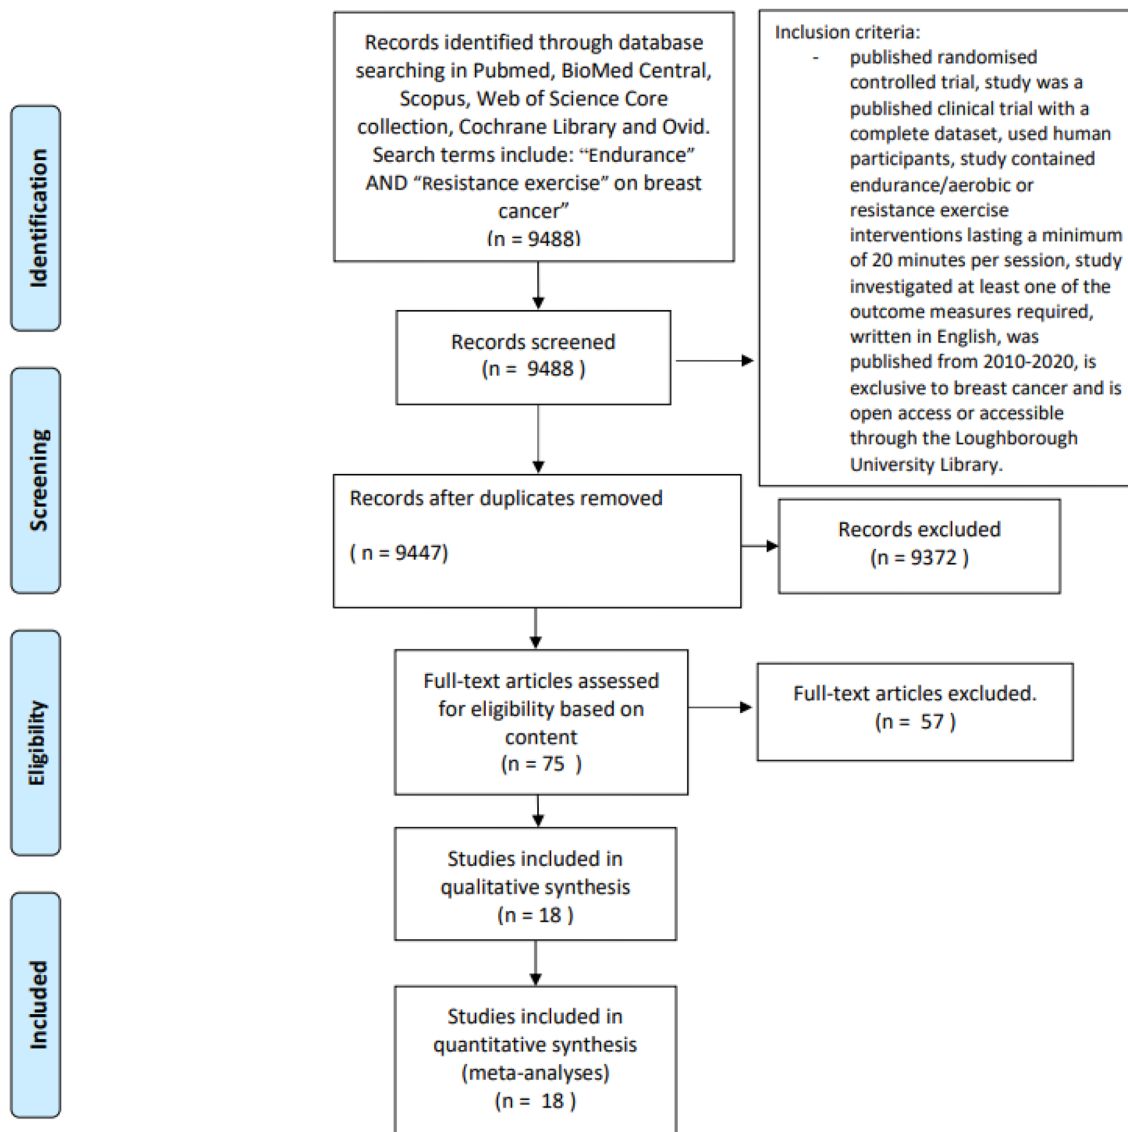 Records identified through database
searching in Pubmed, BioMed Central,
Scopus, Web of Science Core
collection, Cochrane Library and Ovid.
Search terms include: “Endurance”
AND “Resistance exercise” on breast
cancer”
(n = 9488)
Inclusion criteria:
- published randomised
controlled trial, study was a
published clinical trial with a
complete dataset, used human
participants, study contained
endurance/aerobic or
resistance exercise
interventions lasting a minimum
of 20 minutes per session, study
investigated at least one of the
outcome measures required,
written in English, was
published from 2010-2020, is
exclusive to breast cancer and is
open access or accessible
through the Loughborough
University Library.
Identification
Records screened
(n = 9488 )
Screening
Records after duplicates removed
( n = 9447)
Records excluded
(n = 9372 )
Eligibility
Full-text articles assessed
for eligibility based on
content
(n = 75 )
Full-text articles excluded.
(n = 57 )
Studies included in
qualitative synthesis
(n = 18 )
Included
Studies included in
quantitative synthesis
(meta-analyses)
(n = 18 )